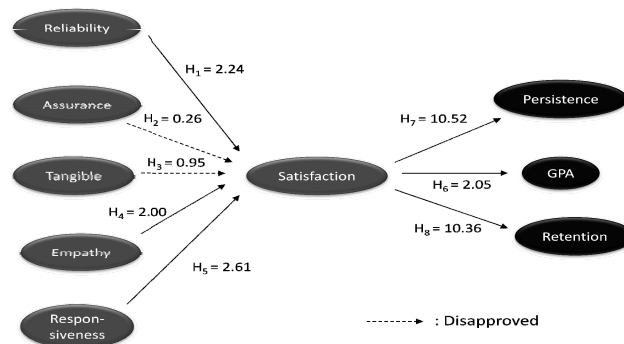 Reliability
H1 = 2.24
Assurance
H2 = 0.26
Persistence
H7 = 10.52
Tangible
H3 = 0.95
Satisfaction
GPA
H6 = 2.05
H4 = 2.00
Empathy
H8 = 10.36
Retention
H5 = 2.61
Respon-
siveness
: Disapproved